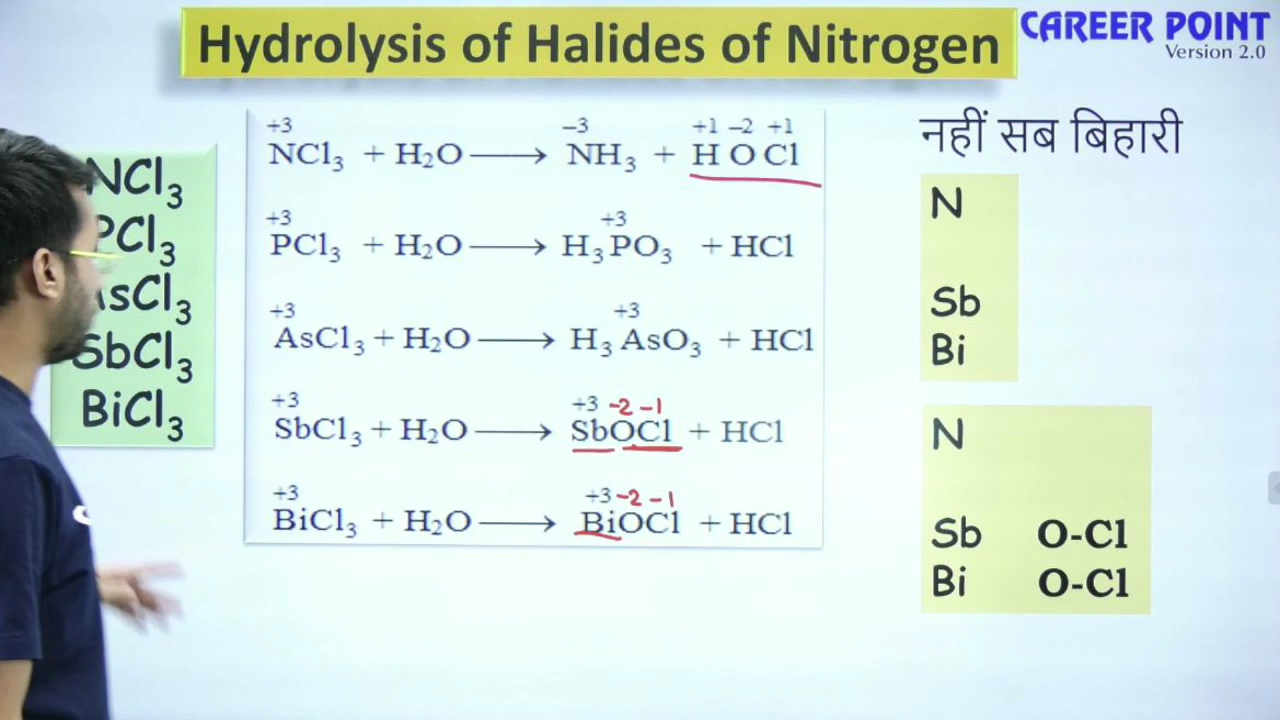 Hydrolysis of Halides of Nitrogen
CAREER POINT
Version 2.0
NCl₃
PCl₃
AsCl₃
SbCl₃
BiCl₃
+3 –3 +1 –2 +1
NCl₃ + H₂O ⟶ NH₃ + H O Cl
+3 +3
PCl₃ + H₂O ⟶ H₃PO₃ + HCl
+3 +3
AsCl₃ + H₂O ⟶ H₃ AsO₃ + HCl
+3 +3 -2 -1
SbCl₃ + H₂O ⟶ SbOCl + HCl
+3 +3 -2 -1
BiCl₃ + H₂O ⟶ BiOCl + HCl
नहीं सब बिहारी
N
Sb
Bi
N
Sb O-Cl
Bi O-Cl